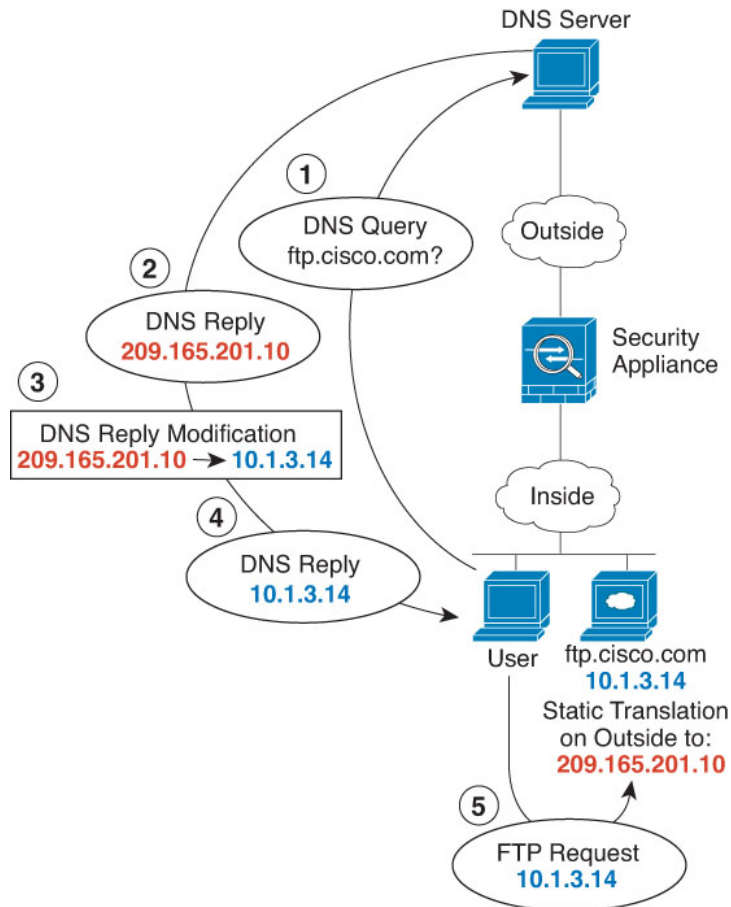 DNS Server
1
DNS Query
ftp.cisco.com?
Outside
2
DNS Reply
209.165.201.10
Security
Appliance
3
DNS Reply Modification
209.165.201.10 10.1.3.14
Inside
4
DNS Reply
10.1.3.14
User
ftp.cisco.com
10.1.3.14
Static Translation
on Outside to:
209.165.201.10
5
FTP Request
10.1.3.14